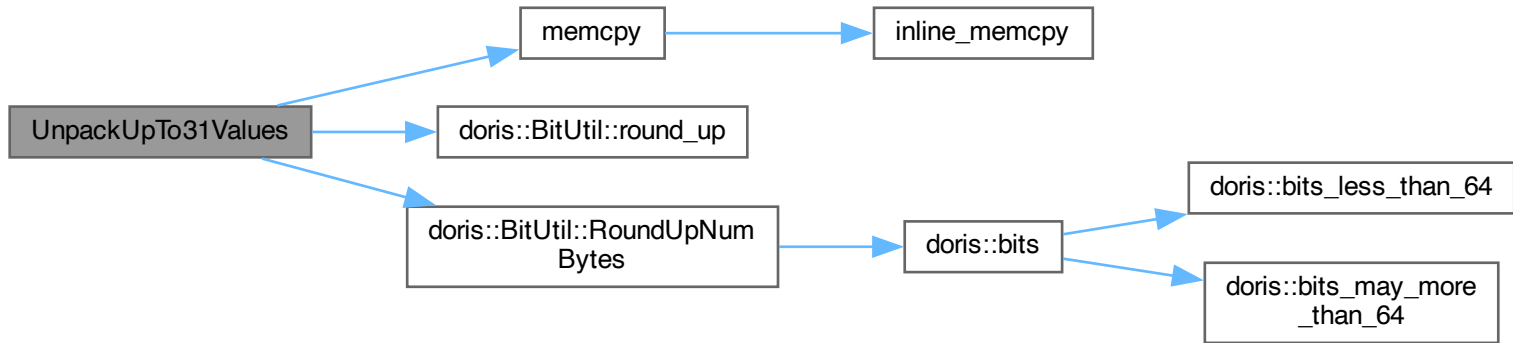 memcpy
inline_memcpy
UnpackUpTo31Values
doris::BitUtil::round_up
doris::BitUtil::RoundUpNum
Bytes
doris::bits
doris::bits_less_than_64
doris::bits_may_more
_than_64